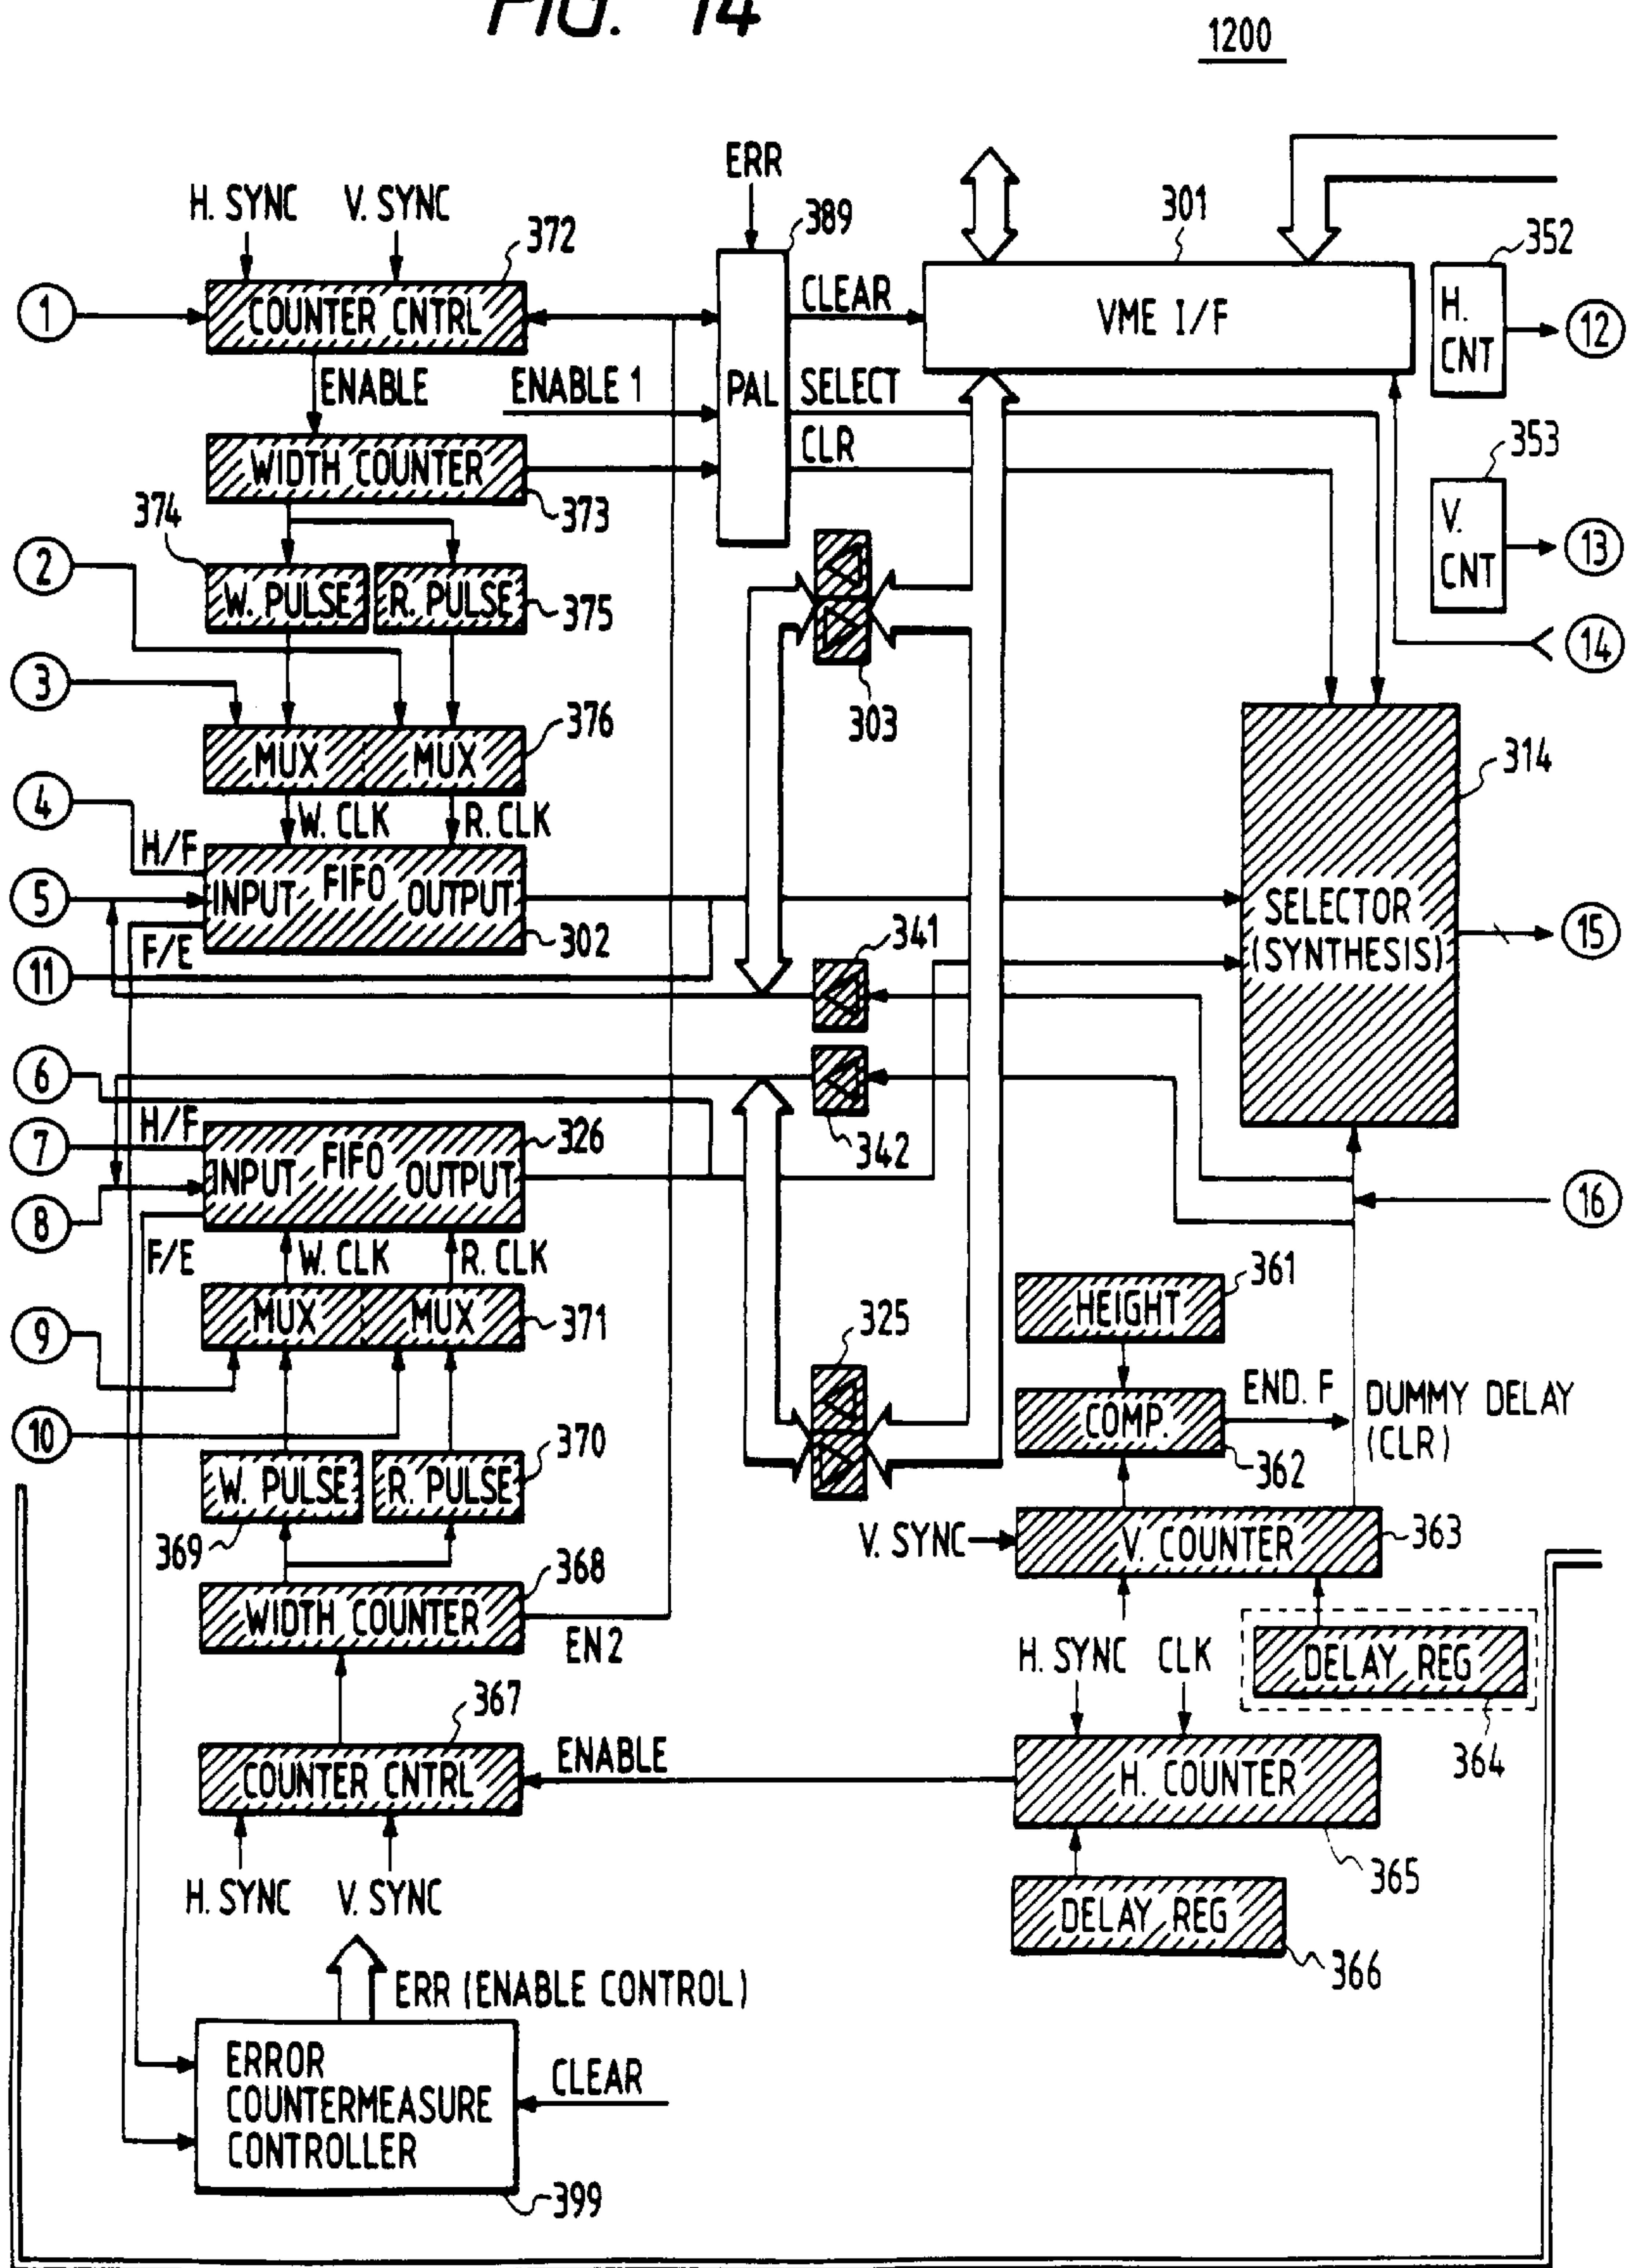 FIG. 14
1200
ERR
H. SYNC V. SYNC
372
389
301
352
1
COUNTER CNTRL
CLEAR
VME I/F
H.
CNT
12
ENABLE
ENABLE 1
PAL
SELECT
CLR
353
WIDTH COUNTER
373
374
V.
CNT
13
2
W. PULSE
R. PULSE
375
14
3
303
376
MUX
MUX
314
4
W. CLK
R. CLK
H/F
5
INPUT FIFO OUTPUT
302
F/E
SELECTOR
(SYNTHESIS)
15
341
11
6
342
7
H/F
326
INPUT FIFO OUTPUT
8
16
F/E
W. CLK
R. CLK
361
HEIGHT
9
MUX
MUX
371
325
END. F
DUMMY DELAY
(CLR)
COMP.
362
10
370
W. PULSE
R. PULSE
369
V. SYNC
V. COUNTER
363
368
WIDTH COUNTER
EN2
H. SYNC CLK
DELAY REG
364
367
COUNTER CNTRL
ENABLE
H. COUNTER
365
H. SYNC V. SYNC
DELAY REG
366
ERR (ENABLE CONTROL)
ERROR
COUNTERMEASURE
CONTROLLER
CLEAR
399